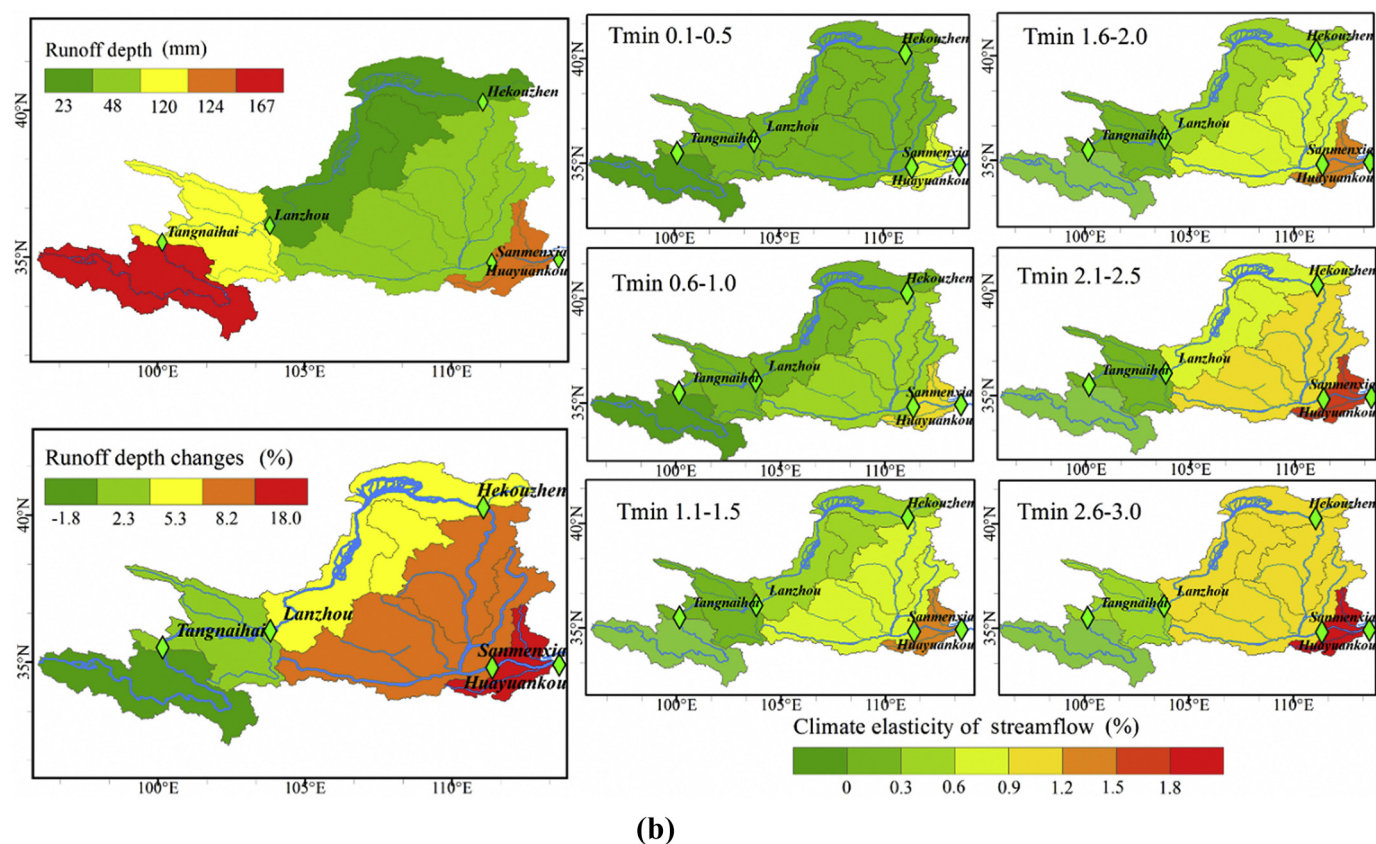 Runoff depth (mm)
23 48 120 124 167
Hekouzhen
Lanzhou
Tangnaihai
Sanmenxia
Huayuankou
40°N
35°N
100°E 105°E 110°E
Runoff depth changes (%)
-1.8 2.3 5.3 8.2 18.0
Hekouzhen
Lanzhou
Tangnaihai
Sanmenxia
Huayuankou
40°N
35°N
100°E 105°E 110°E
Tmin 0.1-0.5
Hekouzhen
Lanzhou
Tangnaihai
Sanmenxia
Huayuankou
40°N
35°N
100°E 105°E 110°E
Tmin 0.6-1.0
Hekouzhen
Lanzhou
Tangnaihai
Sanmenxia
Huayuankou
40°N
35°N
100°E 105°E 110°E
Tmin 1.1-1.5
Hekouzhen
Lanzhou
Tangnaihai
Sanmenxia
Huayuankou
40°N
35°N
100°E 105°E 110°E
Tmin 1.6-2.0
Hekouzhen
Lanzhou
Tangnaihai
Sanmenxia
Huayuankou
40°N
35°N
100°E 105°E 110°E
Tmin 2.1-2.5
Hekouzhen
Lanzhou
Tangnaihai
Sanmenxia
Huayuankou
40°N
35°N
100°E 105°E 110°E
Tmin 2.6-3.0
Hekouzhen
Lanzhou
Tangnaihai
Sanmenxia
Huayuankou
40°N
35°N
100°E 105°E 110°E
Climate elasticity of streamflow (%)
0 0.3 0.6 0.9 1.2 1.5 1.8
(b)